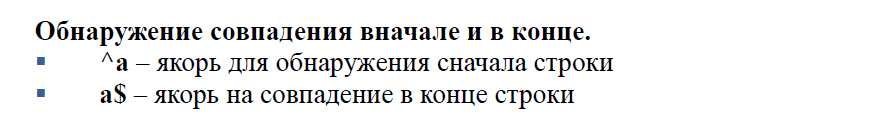 Обнаружение совпадения вначале и в конце.
▪ ^a – якорь для обнаружения сначала строки
▪ a$ – якорь на совпадение в конце строки